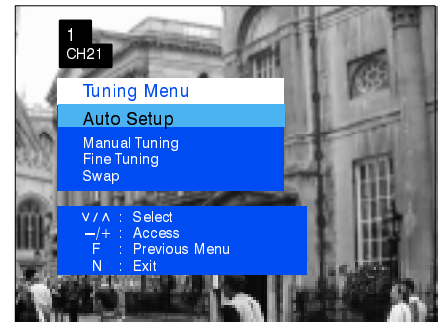 1
CH21
Tuning Menu
Auto Setup
Manual Tuning
Fine Tuning
Swap
∨/∧ : Select
–/+ : Access
F : Previous Menu
N : Exit